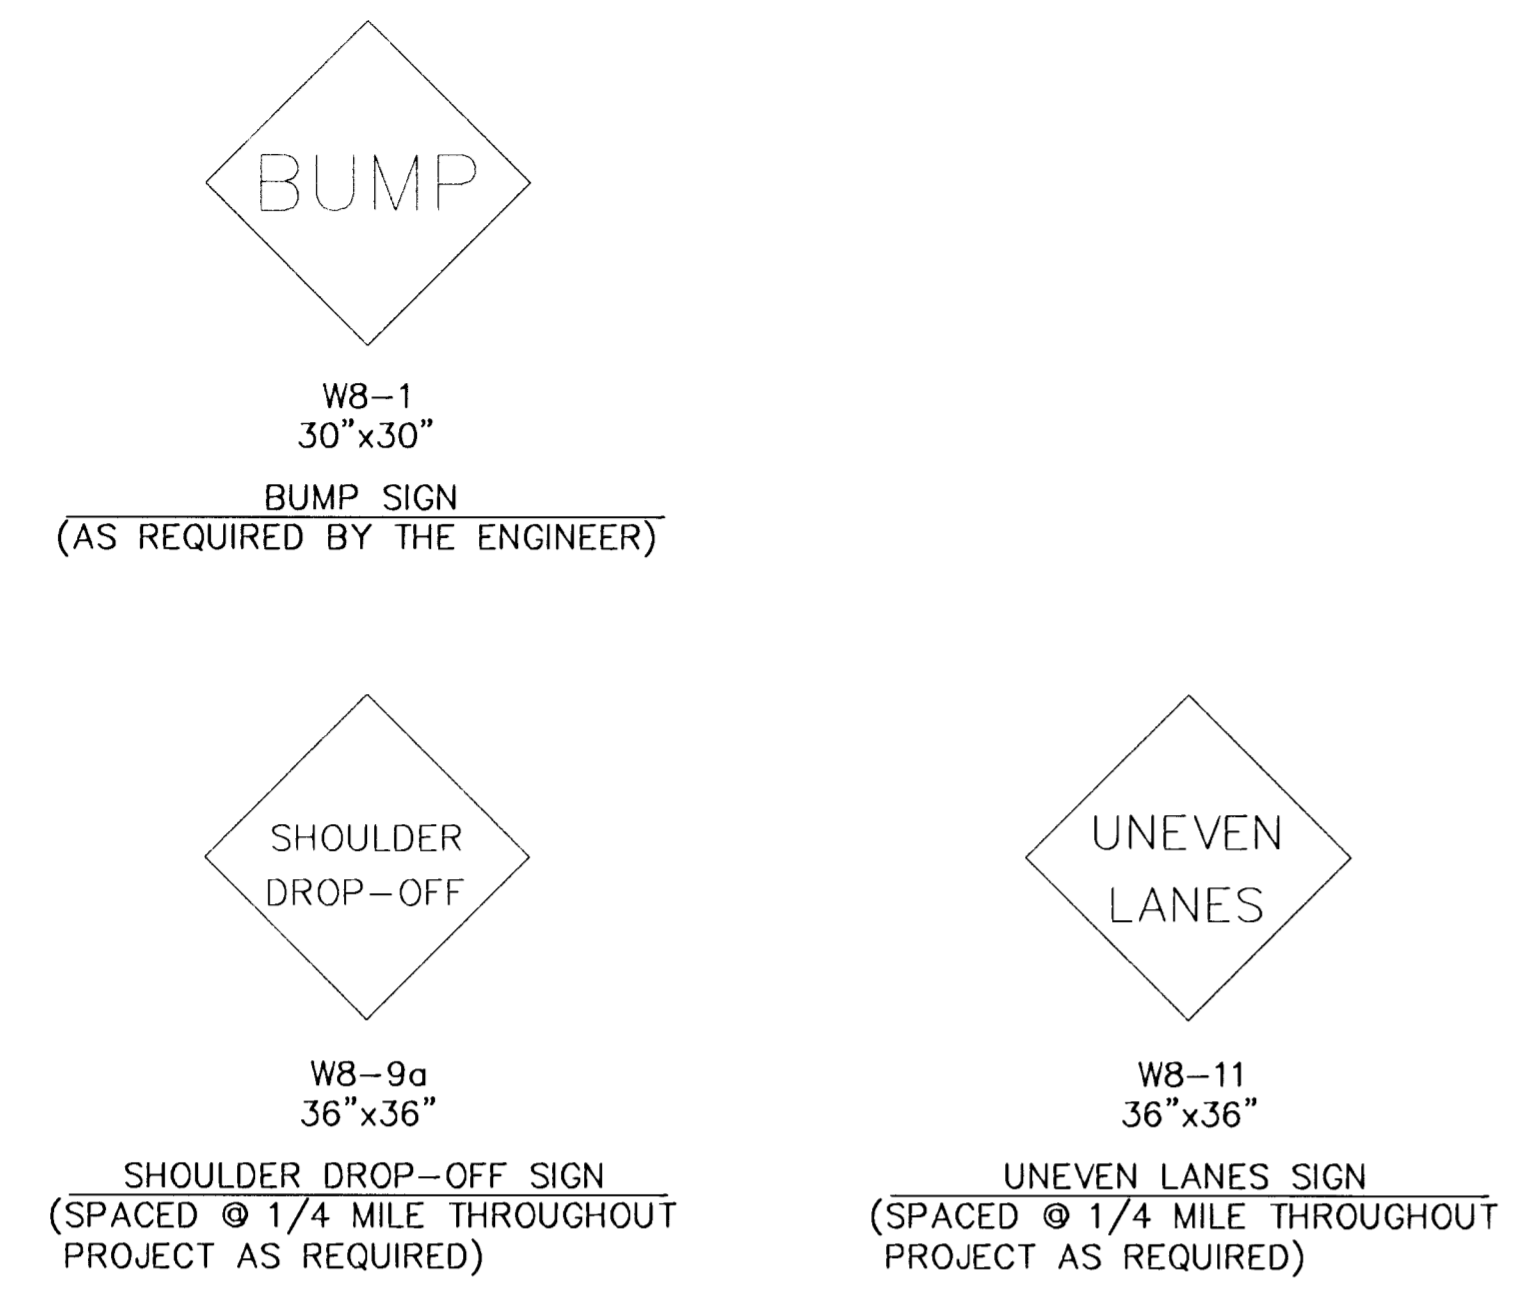 BUMP
W8-1
30"x30"
BUMP SIGN
(AS REQUIRED BY THE ENGINEER)
SHOULDER
DROP-OFF
W8-9a
36"x36"
SHOULDER DROP-OFF SIGN
(SPACED @ 1/4 MILE THROUGHOUT
PROJECT AS REQUIRED)
UNEVEN
LANES
W8-11
36"x36"
UNEVEN LANES SIGN
(SPACED @ 1/4 MILE THROUGHOUT
PROJECT AS REQUIRED)